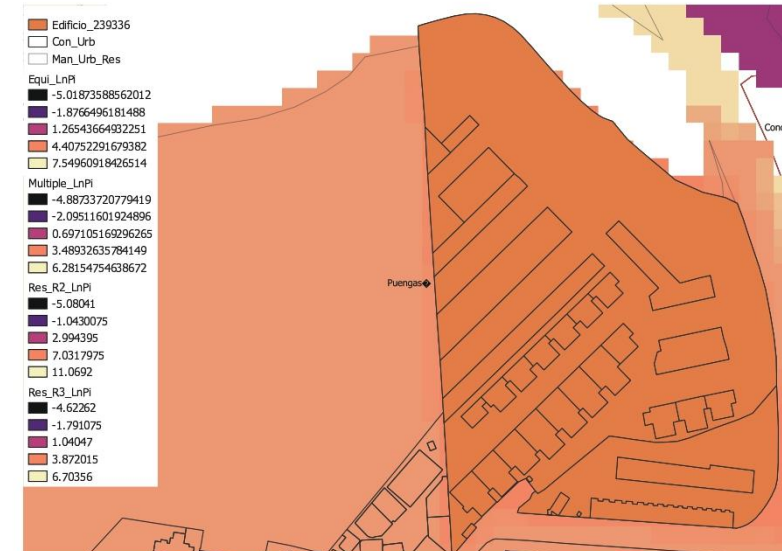 Edificio_239336
Con_Urb
Man_Urb_Res
Equi_LnPi
-5.01873588562012
-1.8766496181488
1.26543664932251
4.40752291679382
7.54960918426514
Multiple_LnPi
-4.88733720779419
-2.09511601924896
0.697105169296265
3.48932635784149
6.28154754638672
Res_R2_LnPi
-5.08041
-1.0430075
2.994395
7.0317975
11.0692
Res_R3_LnPi
-4.62262
-1.791075
1.04047
3.872015
6.70356
Puengas�
Cond